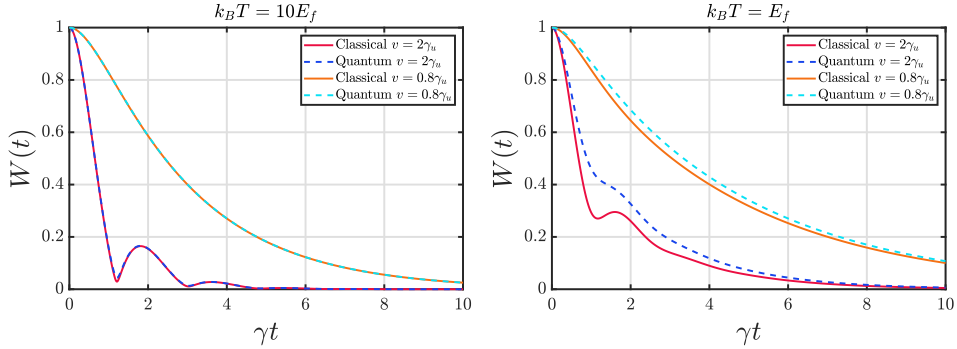 k_BT = 10E_f
W(t)
1
0.8
0.6
0.4
0.2
0
0 2 4 6 8 10
γt
Classical v = 2γ_u
Quantum v = 2γ_u
Classical v = 0.8γ_u
Quantum v = 0.8γ_u
k_BT = E_f
W(t)
1
0.8
0.6
0.4
0.2
0
0 2 4 6 8 10
γt
Classical v = 2γ_u
Quantum v = 2γ_u
Classical v = 0.8γ_u
Quantum v = 0.8γ_u